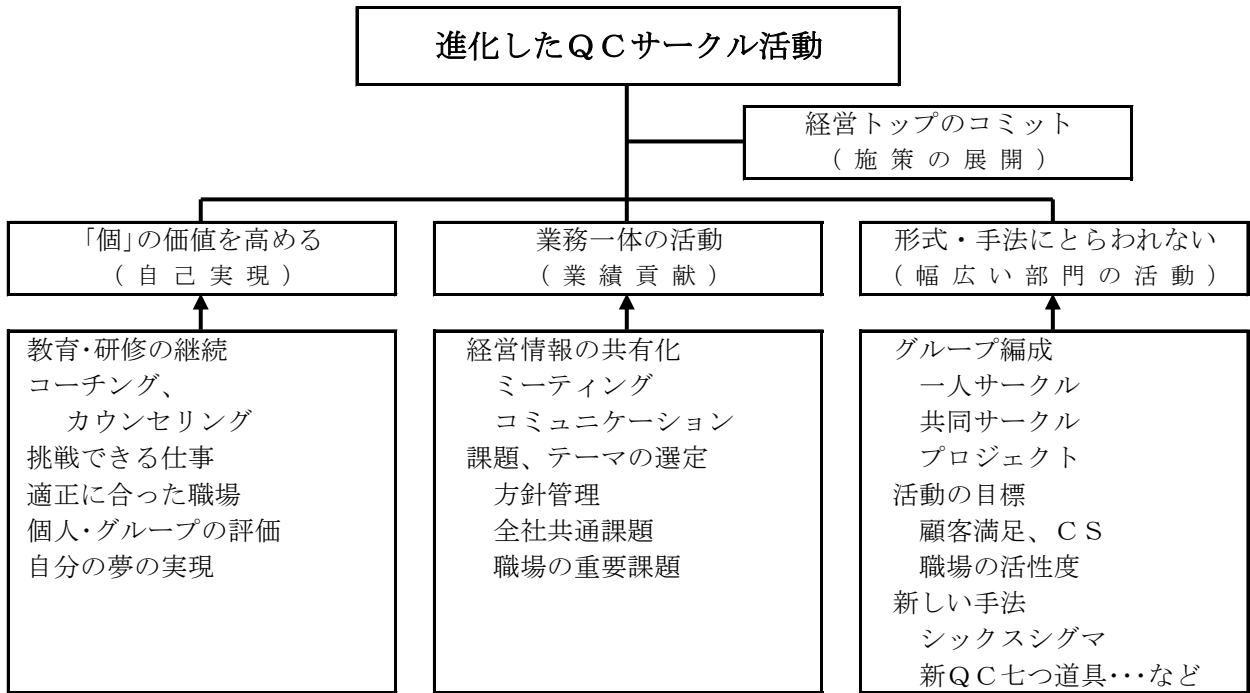 進化したＱＣサークル活動
経営トップのコミット
（施策の展開）
「個」の価値を高める
（自己実現）
業務一体の活動
（業績貢献）
形式・手法にとらわれない
（幅広い部門の活動）
教育・研修の継続
コーチング、
カウンセリング
挑戦できる仕事
適正に合った職場
個人・グループの評価
自分の夢の実現
経営情報の共有化
ミーティング
コミュニケーション
課題、テーマの選定
方針管理
全社共通課題
職場の重要課題
グループ編成
一人サークル
共同サークル
プロジェクト
活動の目標
顧客満足、ＣＳ
職場の活性度
新しい手法
シックスシグマ
新ＱＣ七つ道具・・・など